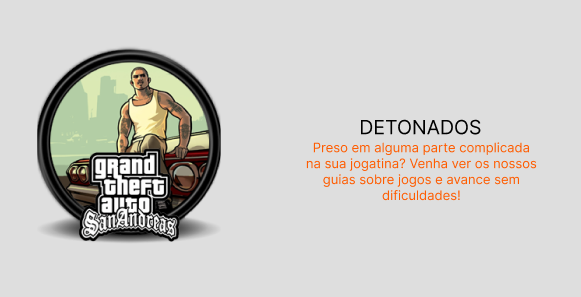 grand
theft
auto
San Andreas
DETONADOS
Preso em alguma parte complicada
na sua jogatina? Venha ver os nossos
guias sobre jogos e avance sem
dificuldades!